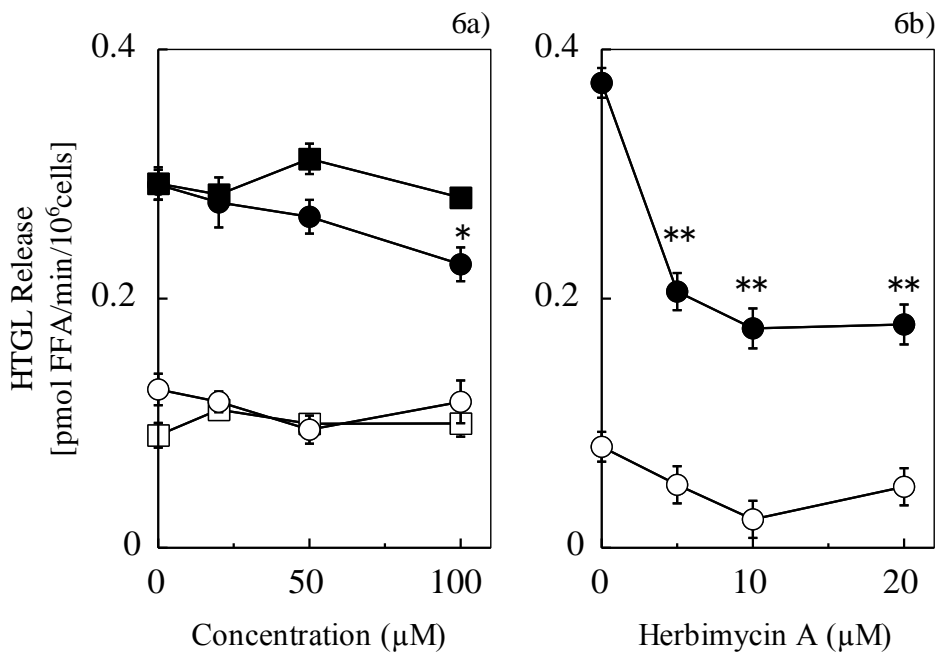 6a)
6b)
HTGL Release
[pmol FFA/min/10⁶cells]
0.4
0.2
0
*
0 50 100
Concentration (µM)
0.4
0.2
0
** ** **
0 10 20
Herbimycin A (µM)